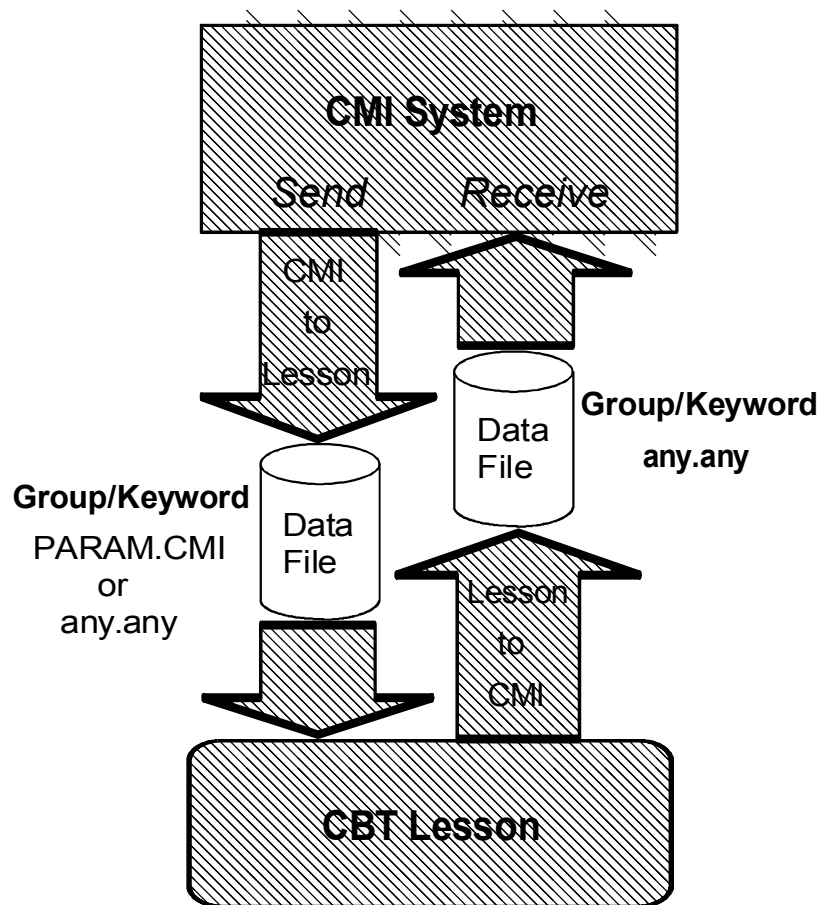 CMI System
Send
Receive
CMI
to
Lesson
Group/Keyword
PARAM.CMI
or
any.any
Data
File
Data
File
Group/Keyword
any.any
Lesson
to
CMI
CBT Lesson